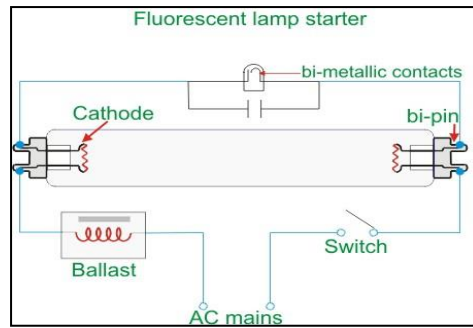 Fluorescent lamp starter
bi-metallic contacts
Cathode
bi-pin
Ballast
Switch
AC mains